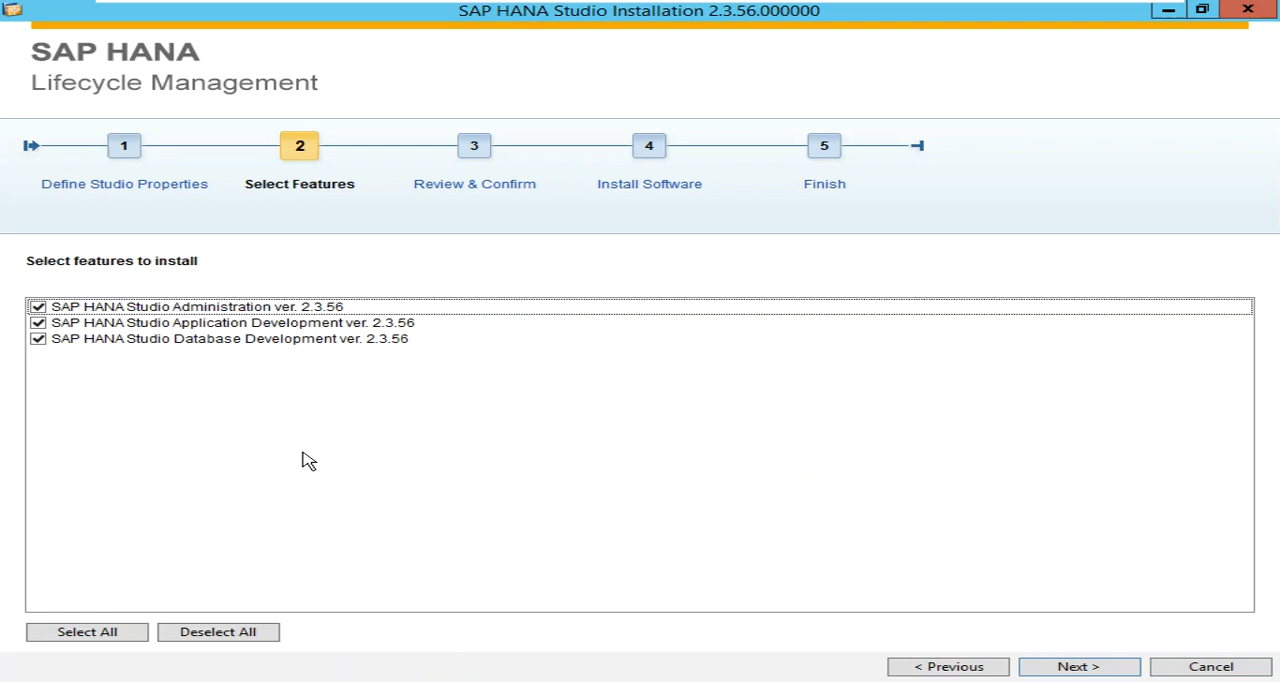 SAP HANA Studio Installation 2.3.56.000000
SAP HANA
Lifecycle Management
1 2 3 4 5
Define Studio Properties Select Features Review & Confirm Install Software Finish
Select features to install
SAP HANA Studio Administration ver. 2.3.56
SAP HANA Studio Application Development ver. 2.3.56
SAP HANA Studio Database Development ver. 2.3.56
Select All Deselect All
< Previous Next > Cancel